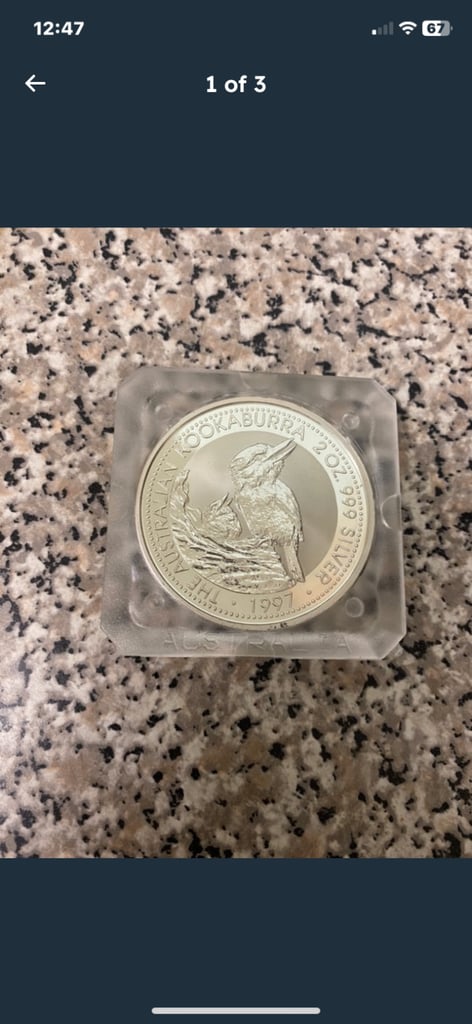 12:47
67
1 of 3
THE AUSTRALIAN KOOKABURRA 2 OZ. 999 SILVER
· 1997 ·
AUSTRALIA